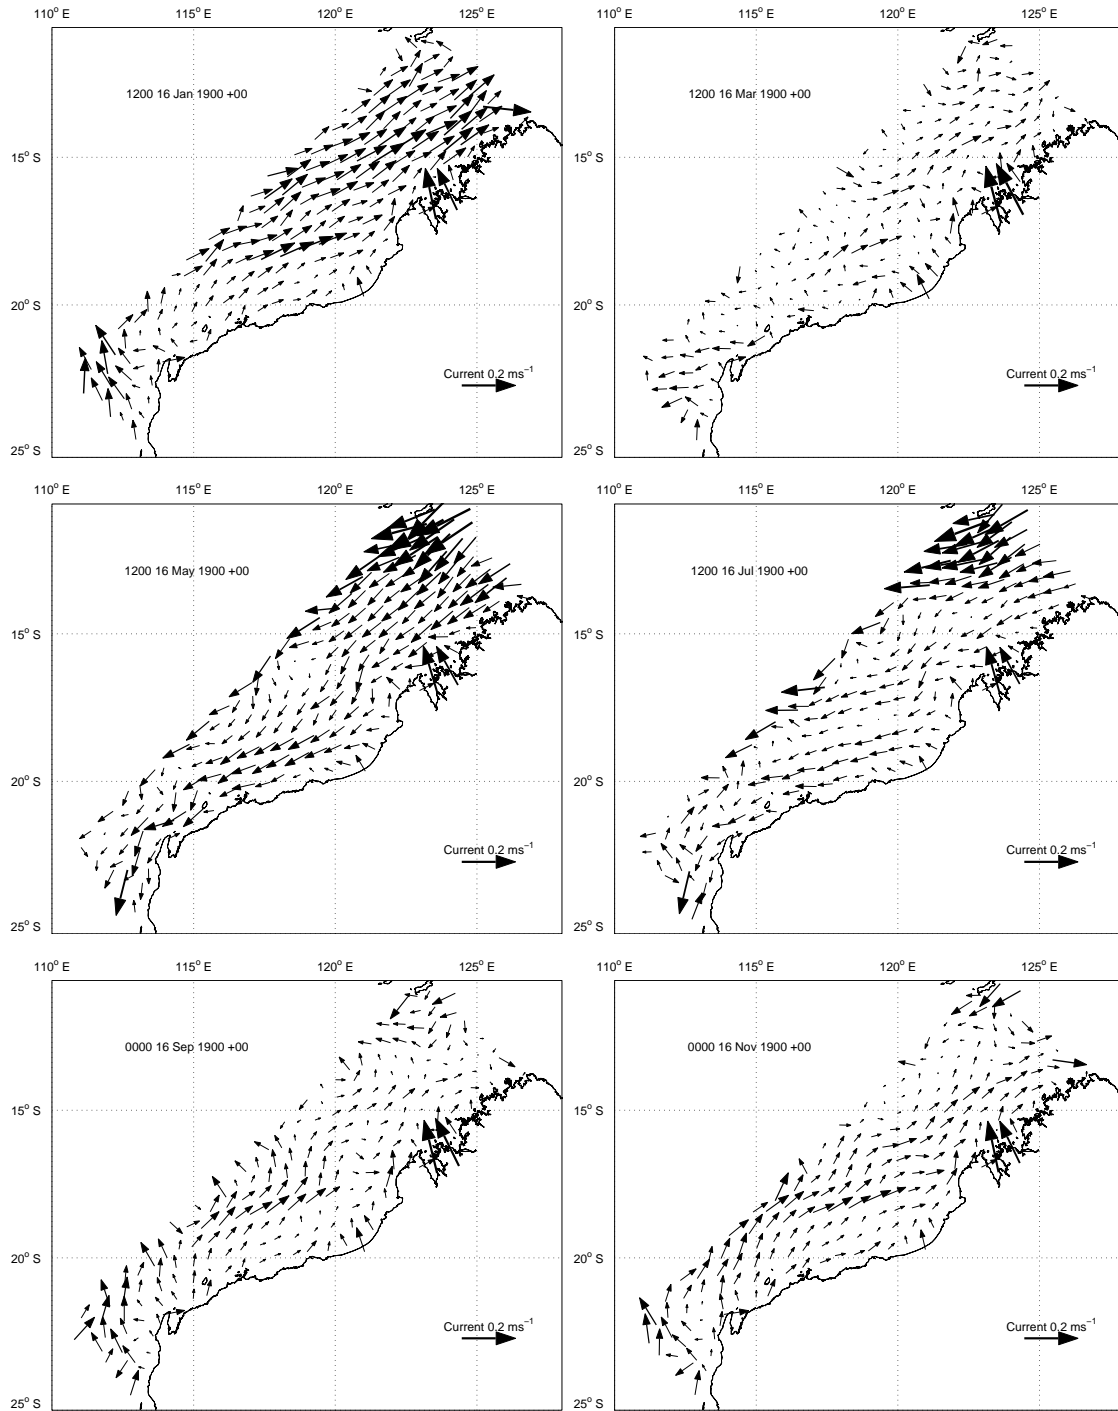 110° E 115° E 120° E 125° E
1200 16 Jan 1900 +00
15° S
20° S
Current 0.2 ms⁻¹
25° S
110° E 115° E 120° E 125° E
1200 16 Mar 1900 +00
15° S
20° S
Current 0.2 ms⁻¹
25° S
110° E 115° E 120° E 125° E
1200 16 May 1900 +00
15° S
20° S
Current 0.2 ms⁻¹
25° S
110° E 115° E 120° E 125° E
1200 16 Jul 1900 +00
15° S
20° S
Current 0.2 ms⁻¹
25° S
110° E 115° E 120° E 125° E
0000 16 Sep 1900 +00
15° S
20° S
Current 0.2 ms⁻¹
25° S
110° E 115° E 120° E 125° E
0000 16 Nov 1900 +00
15° S
20° S
Current 0.2 ms⁻¹
25° S